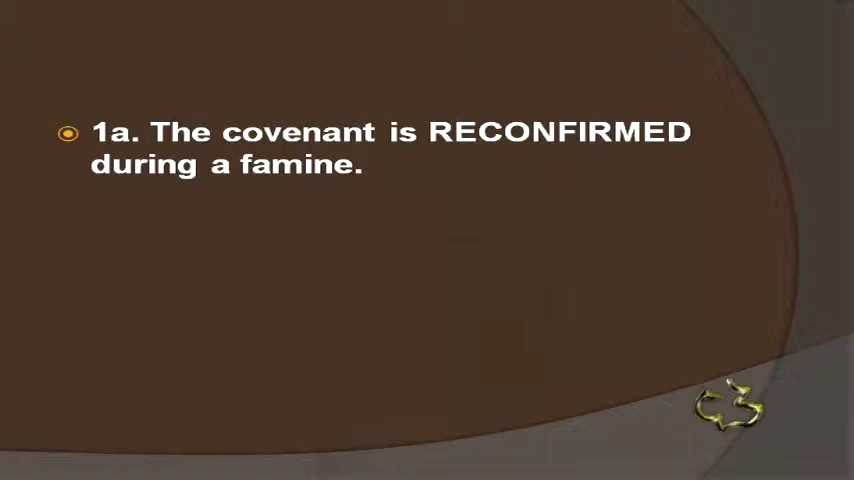 1a. The covenant is RECONFIRMED
during a famine.